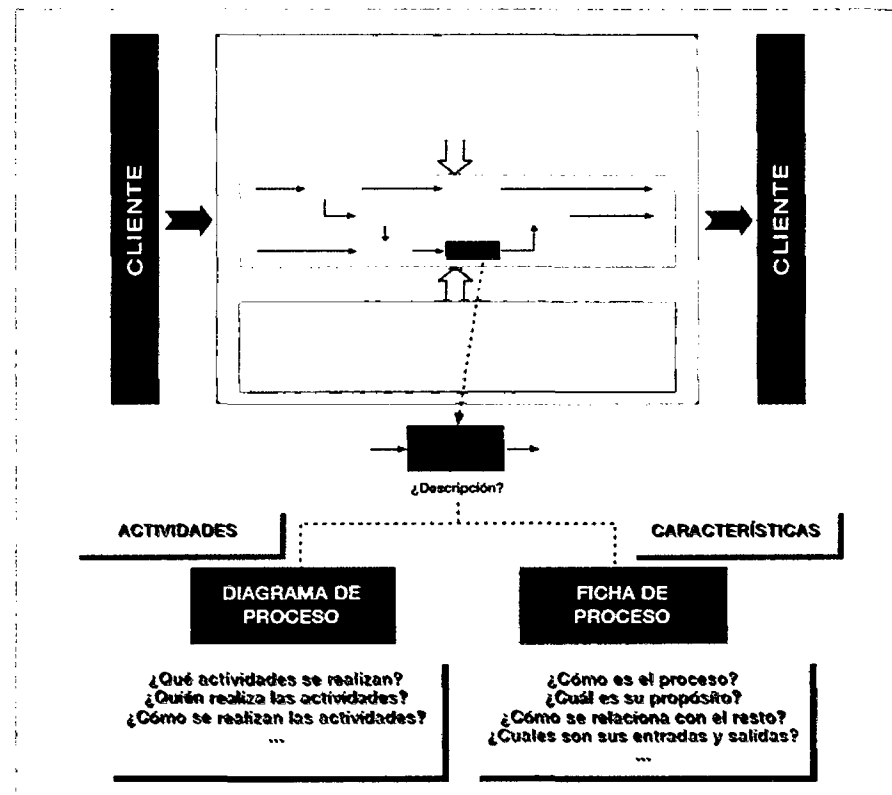 CLIENTE
CLIENTE
¿Descripción?
ACTIVIDADES
CARACTERÍSTICAS
DIAGRAMA DE
PROCESO
FICHA DE
PROCESO
¿Qué actividades se realizan?
¿Quién realiza las actividades?
¿Cómo se realizan las actividades?
...
¿Cómo es el proceso?
¿Cuál es su propósito?
¿Cómo se relaciona con el resto?
¿Cuales son sus entradas y salidas?
...